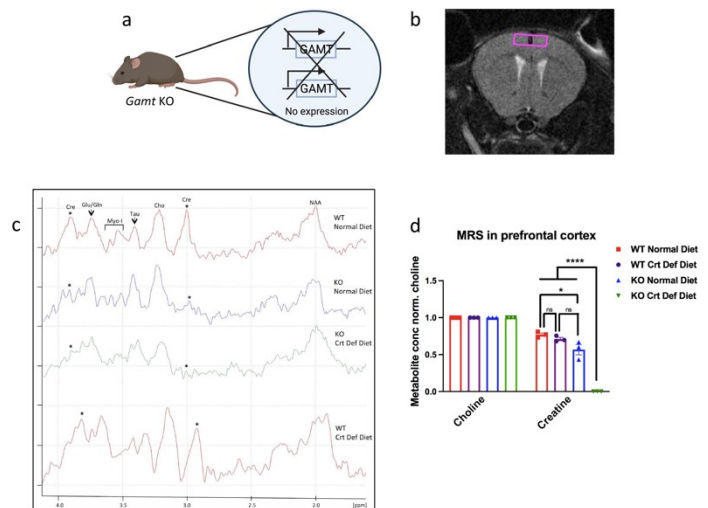 a
GAMT
GAMT
No expression
Gamt KO
b
c
Cre
Glu/Gln
Myo-I
Tau
Cho
Cre
NAA
WT
Normal Diet
KO
Normal Diet
KO
Crt Def Diet
WT
Crt Def Diet
4.0
3.5
3.0
2.5
2.0
[ppm]
d
MRS in prefrontal cortex
WT Normal Diet
WT Crt Def Diet
KO Normal Diet
KO Crt Def Diet
****
*
ns
ns
Metabolite conc norm. choline
1.5
1.0
0.5
0.0
Choline
Creatine